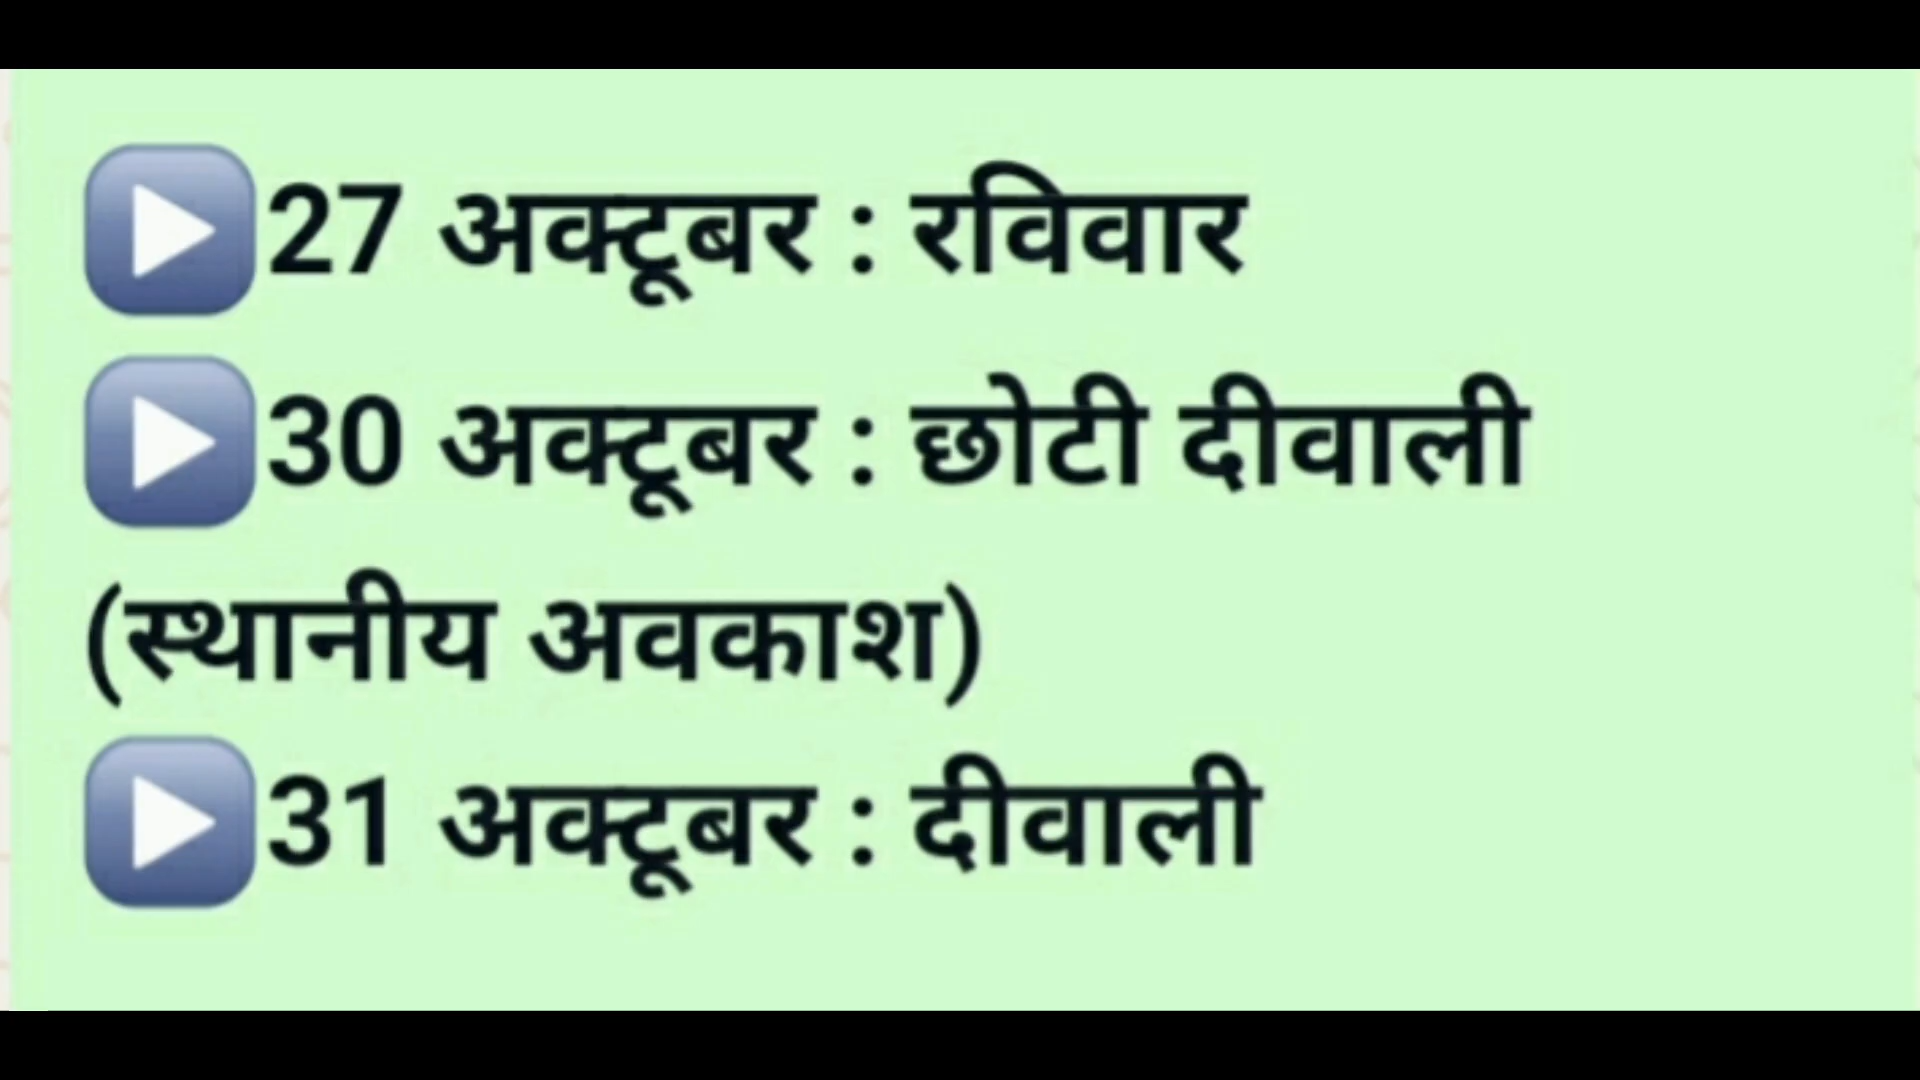 ▶️27 अक्टूबर : रविवार
▶️30 अक्टूबर : छोटी दीवाली
(स्थानीय अवकाश)
▶️31 अक्टूबर : दीवाली